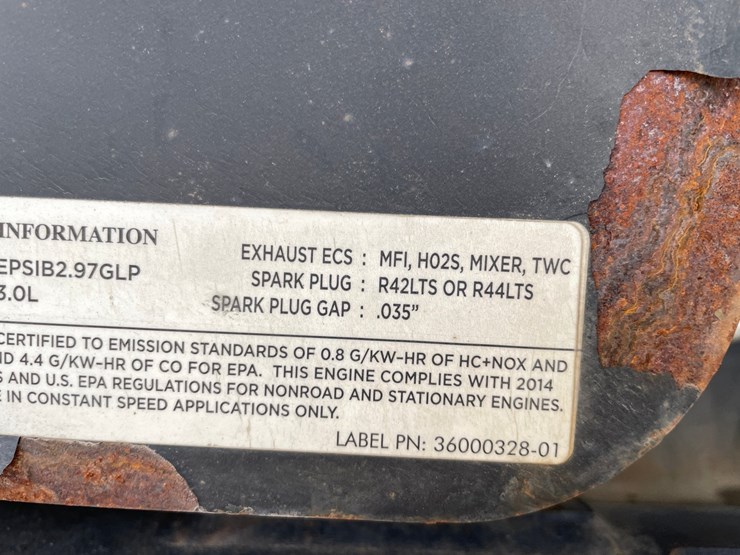 INFORMATION
EPSIB2.97GLP
3.0L
EXHAUST ECS : MFI, H02S, MIXER, TWC
SPARK PLUG : R42LTS OR R44LTS
SPARK PLUG GAP : .035”
CERTIFIED TO EMISSION STANDARDS OF 0.8 G/KW-HR OF HC+NOX AND
4.4 G/KW-HR OF CO FOR EPA. THIS ENGINE COMPLIES WITH 2014
AND U.S. EPA REGULATIONS FOR NONROAD AND STATIONARY ENGINES.
IN CONSTANT SPEED APPLICATIONS ONLY.
LABEL PN: 36000328-01